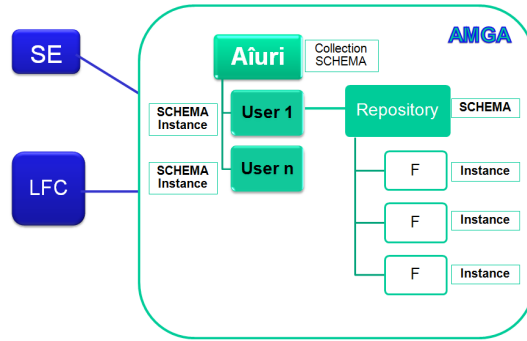 AMGA
SE
Aîuri
Collection
SCHEMA
SCHEMA
Instance
User 1
Repository
SCHEMA
LFC
SCHEMA
Instance
User n
F
Instance
F
Instance
F
Instance